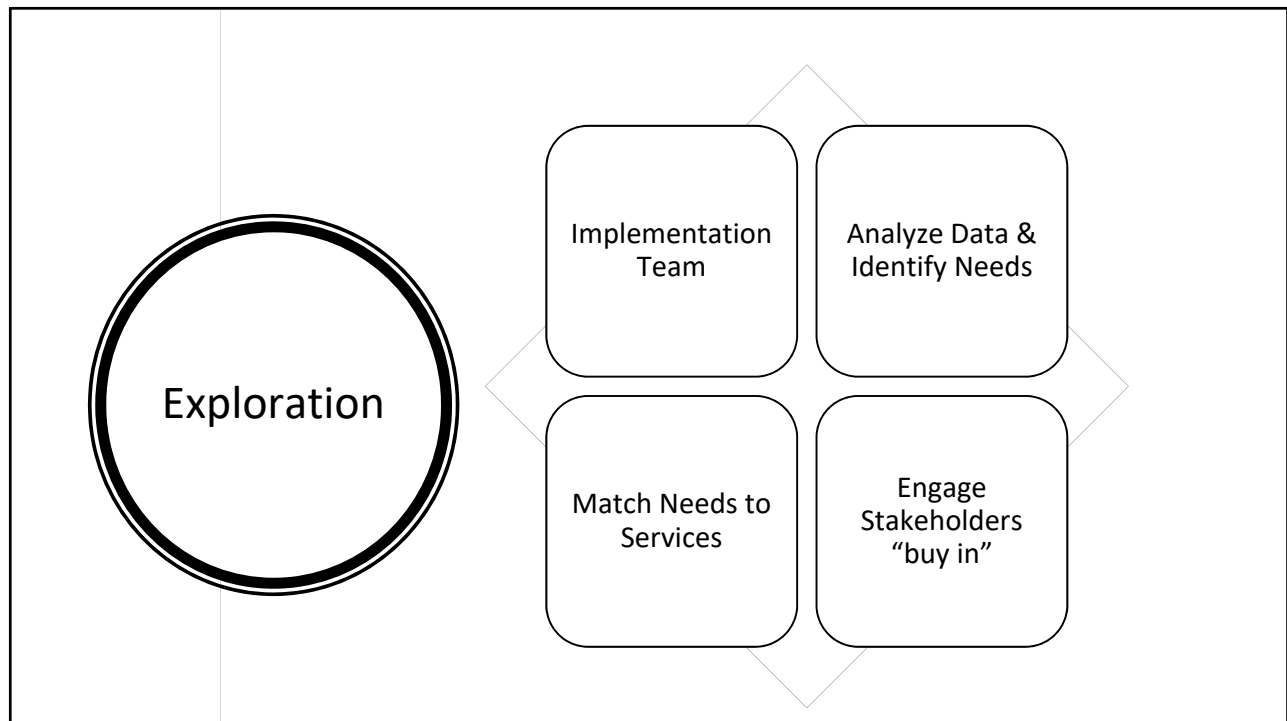 Exploration
Implementation
Team
Analyze Data &
Identify Needs
Match Needs to
Services
Engage
Stakeholders
“buy in”